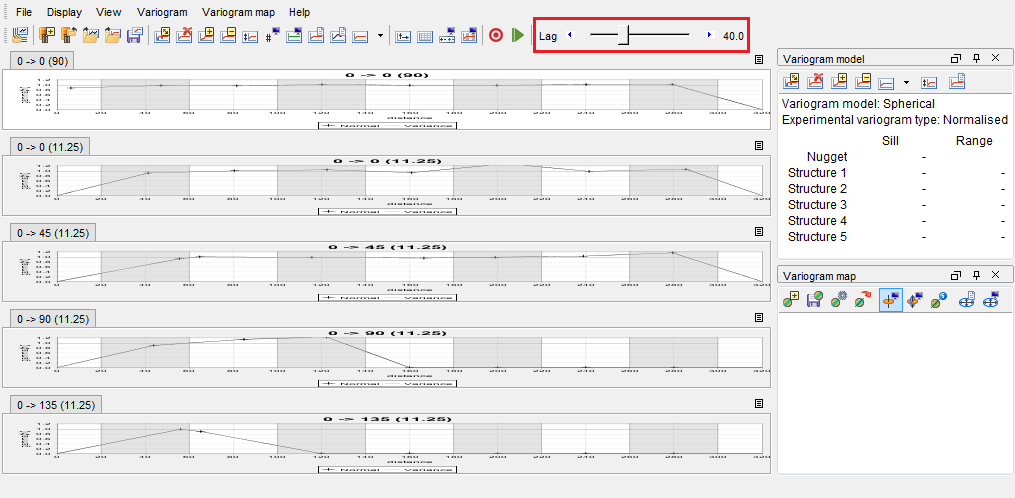 File Display View Variogram Variogram map Help
Lag 40.0
0 -> 0 (90)
0 -> 0 (90)
0 20 40 60 80 100 120 140 160 180 200 220 240 260 280 300 320
distance
Normal Variance
0 -> 0 (11.25)
0 -> 0 (11.25)
0 20 40 60 80 100 120 140 160 180 200 220 240 260 280 300 320
distance
Normal Variance
0 -> 45 (11.25)
0 -> 45 (11.25)
0 20 40 60 80 100 120 140 160 180 200 220 240 260 280 300 320
distance
Normal Variance
0 -> 90 (11.25)
0 -> 90 (11.25)
0 20 40 60 80 100 120 140 160 180 200 220 240 260 280 300 320
distance
Normal Variance
0 -> 135 (11.25)
0 -> 135 (11.25)
0 20 40 60 80 100 120 140 160 180 200 220 240 260 280 300 320
distance
Normal Variance
Variogram model
Variogram model: Spherical
Experimental variogram type: Normalised
Sill Range
Nugget -
Structure 1 - -
Structure 2 - -
Structure 3 - -
Structure 4 - -
Structure 5 - -
Variogram map